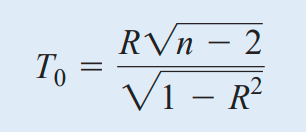 T₀ = R√(n − 2) / √(1 − R²)